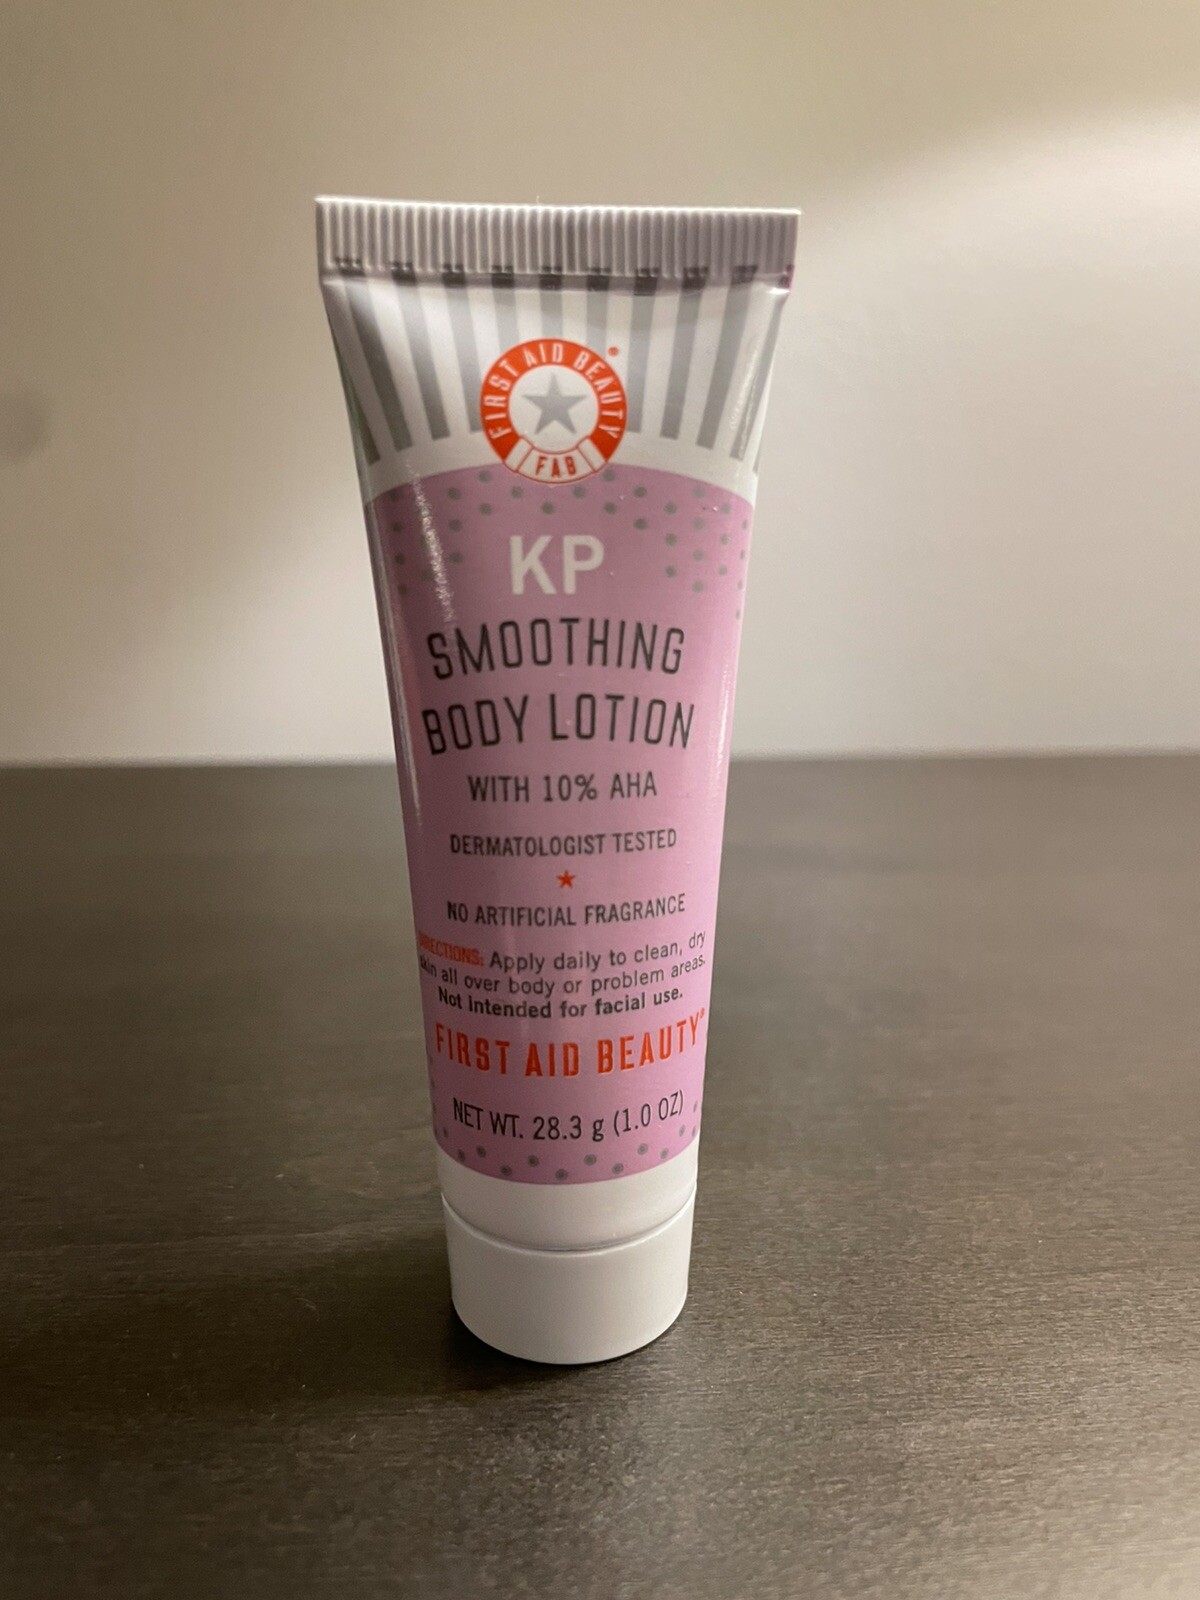 FIRST AID BEAUTY®
FAB
KP
SMOOTHING
BODY LOTION
WITH 10% AHA
DERMATOLOGIST TESTED
NO ARTIFICIAL FRAGRANCE
DIRECTIONS: Apply daily to clean, dry
skin all over body or problem areas.
Not intended for facial use.
FIRST AID BEAUTY®
NET WT. 28.3 g (1.0 OZ)